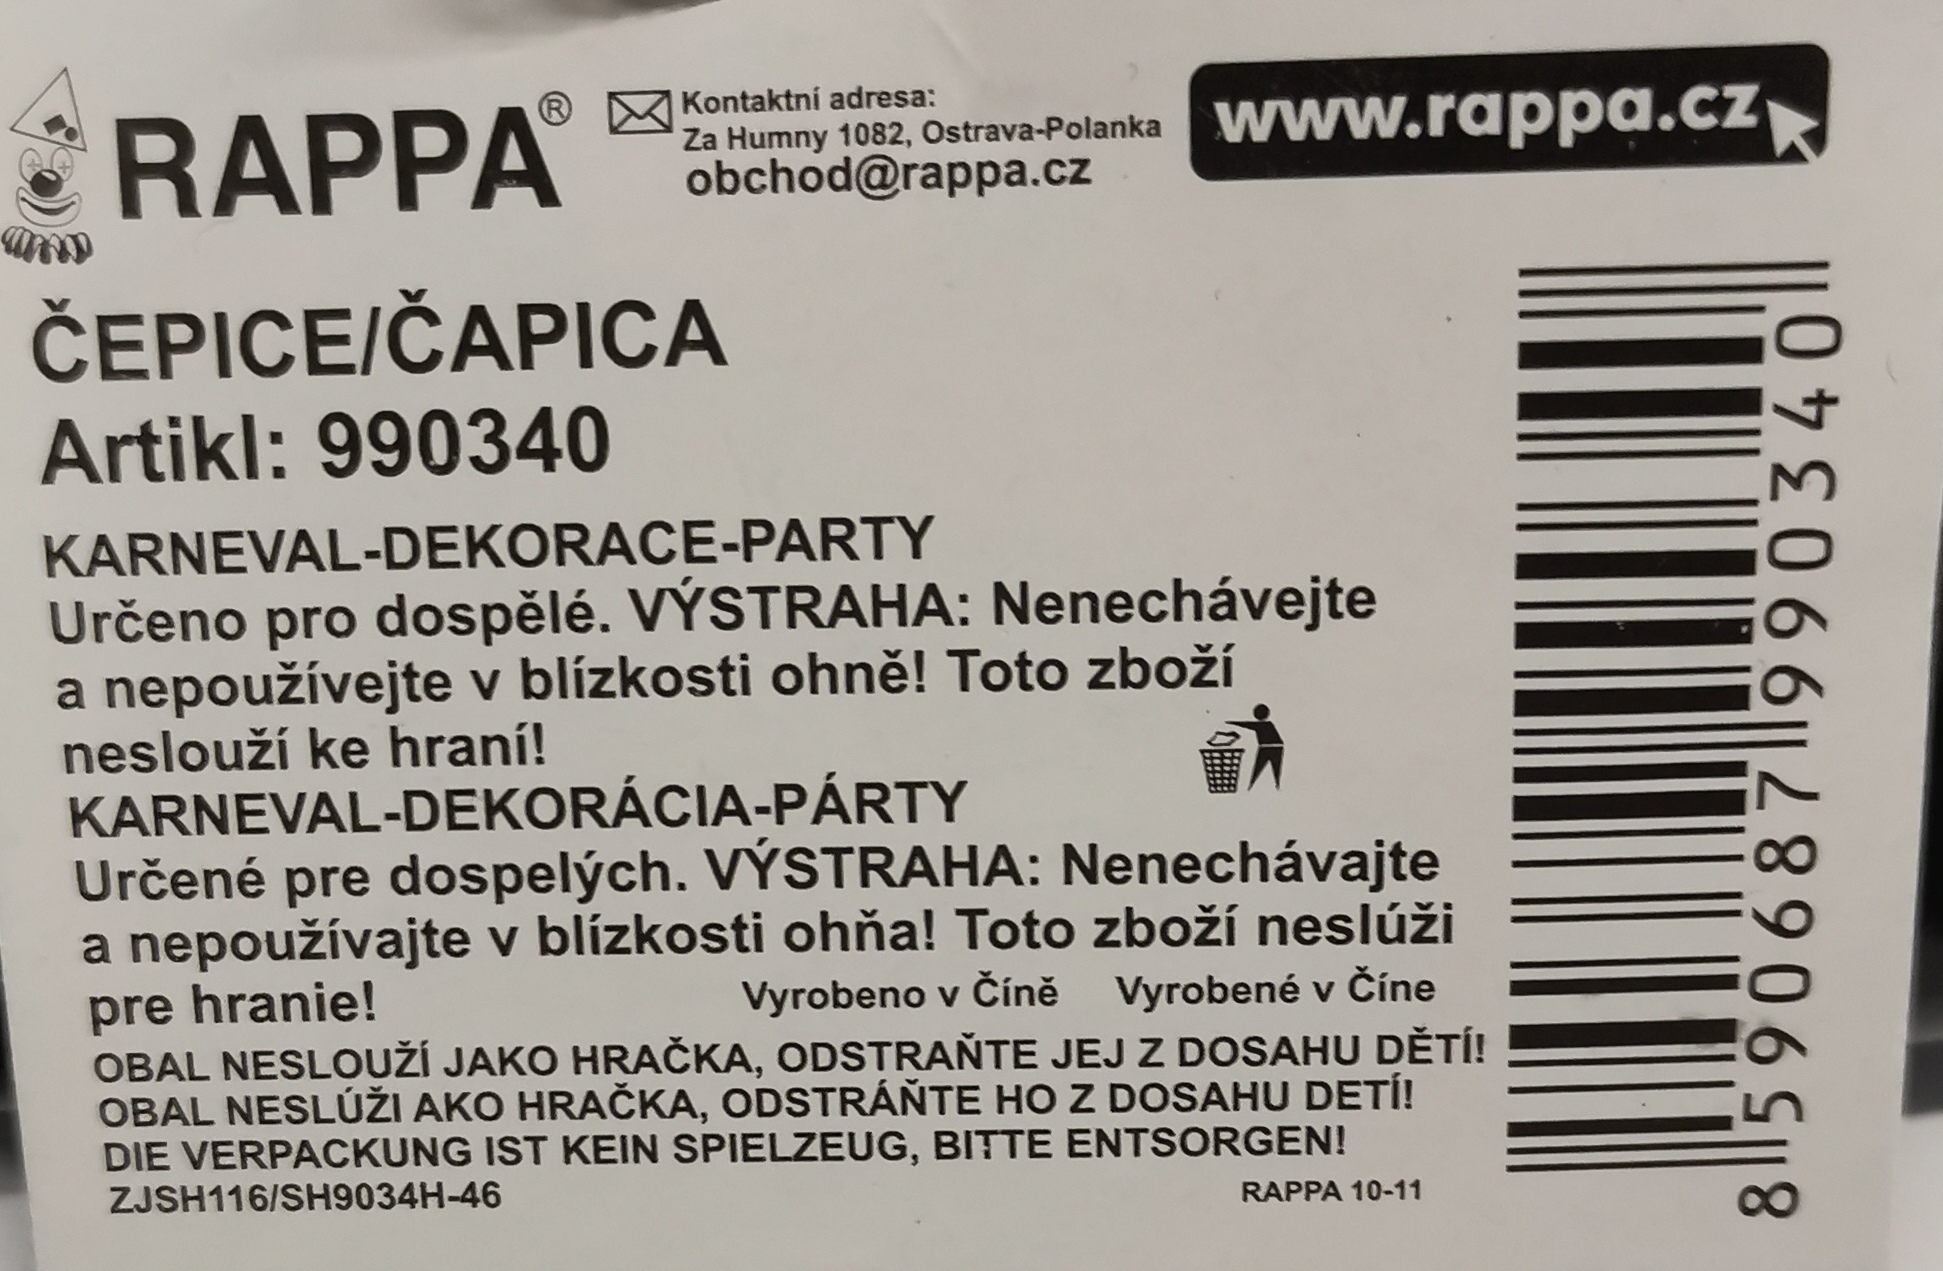 RAPPA®
Kontaktní adresa:
Za Humny 1082, Ostrava-Polanka
obchod@rappa.cz
www.rappa.cz
ČEPICE/ČAPICA
Artikl: 990340
KARNEVAL-DEKORACE-PARTY
Určeno pro dospělé. VÝSTRAHA: Nenechávejte
a nepoužívejte v blízkosti ohně! Toto zboží
neslouží ke hraní!
KARNEVAL-DEKORÁCIA-PÁRTY
Určené pre dospelých. VÝSTRAHA: Nenechávajte
a nepoužívajte v blízkosti ohňa! Toto zboží neslúži
pre hranie!
Vyrobeno v Číně Vyrobené v Číne
OBAL NESLOUŽÍ JAKO HRAČKA, ODSTRAŇTE JEJ Z DOSAHU DĚTÍ!
OBAL NESLÚŽI AKO HRAČKA, ODSTRÁŇTE HO Z DOSAHU DETÍ!
DIE VERPACKUNG IST KEIN SPIELZEUG, BITTE ENTSORGEN!
ZJSH116/SH9034H-46
RAPPA 10-11
8 590687 990340